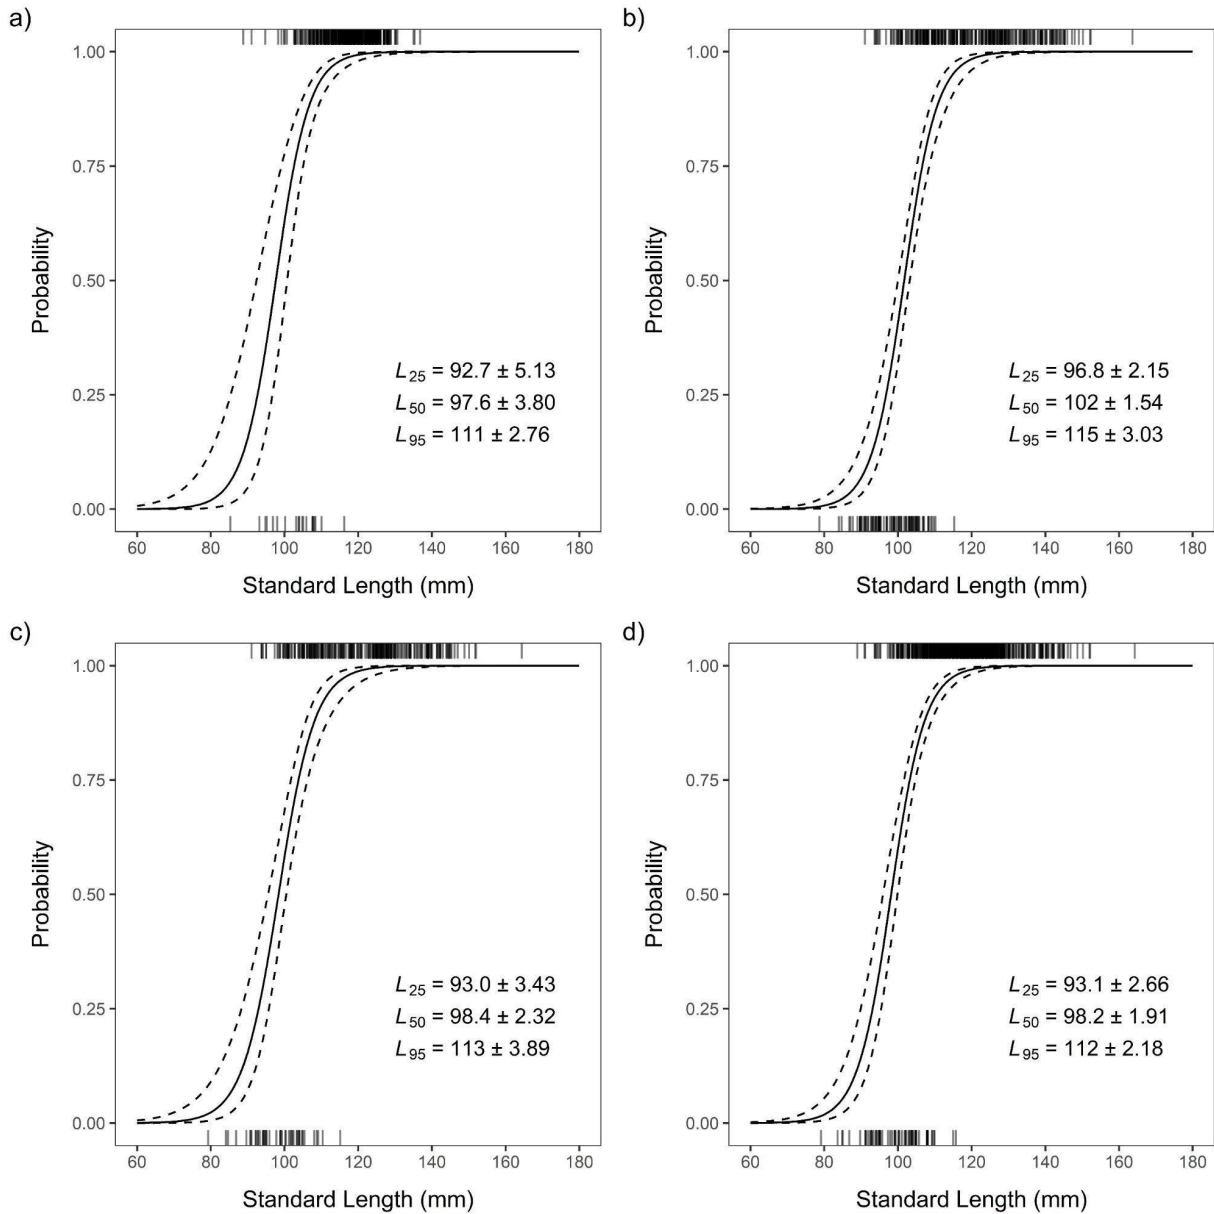 a)
1.00
0.75
0.50
0.25
0.00
Probability
L25 = 92.7 ± 5.13
L50 = 97.6 ± 3.80
L95 = 111 ± 2.76
60 80 100 120 140 160 180
Standard Length (mm)
b)
1.00
0.75
0.50
0.25
0.00
Probability
L25 = 96.8 ± 2.15
L50 = 102 ± 1.54
L95 = 115 ± 3.03
60 80 100 120 140 160 180
Standard Length (mm)
c)
1.00
0.75
0.50
0.25
0.00
Probability
L25 = 93.0 ± 3.43
L50 = 98.4 ± 2.32
L95 = 113 ± 3.89
60 80 100 120 140 160 180
Standard Length (mm)
d)
1.00
0.75
0.50
0.25
0.00
Probability
L25 = 93.1 ± 2.66
L50 = 98.2 ± 1.91
L95 = 112 ± 2.18
60 80 100 120 140 160 180
Standard Length (mm)